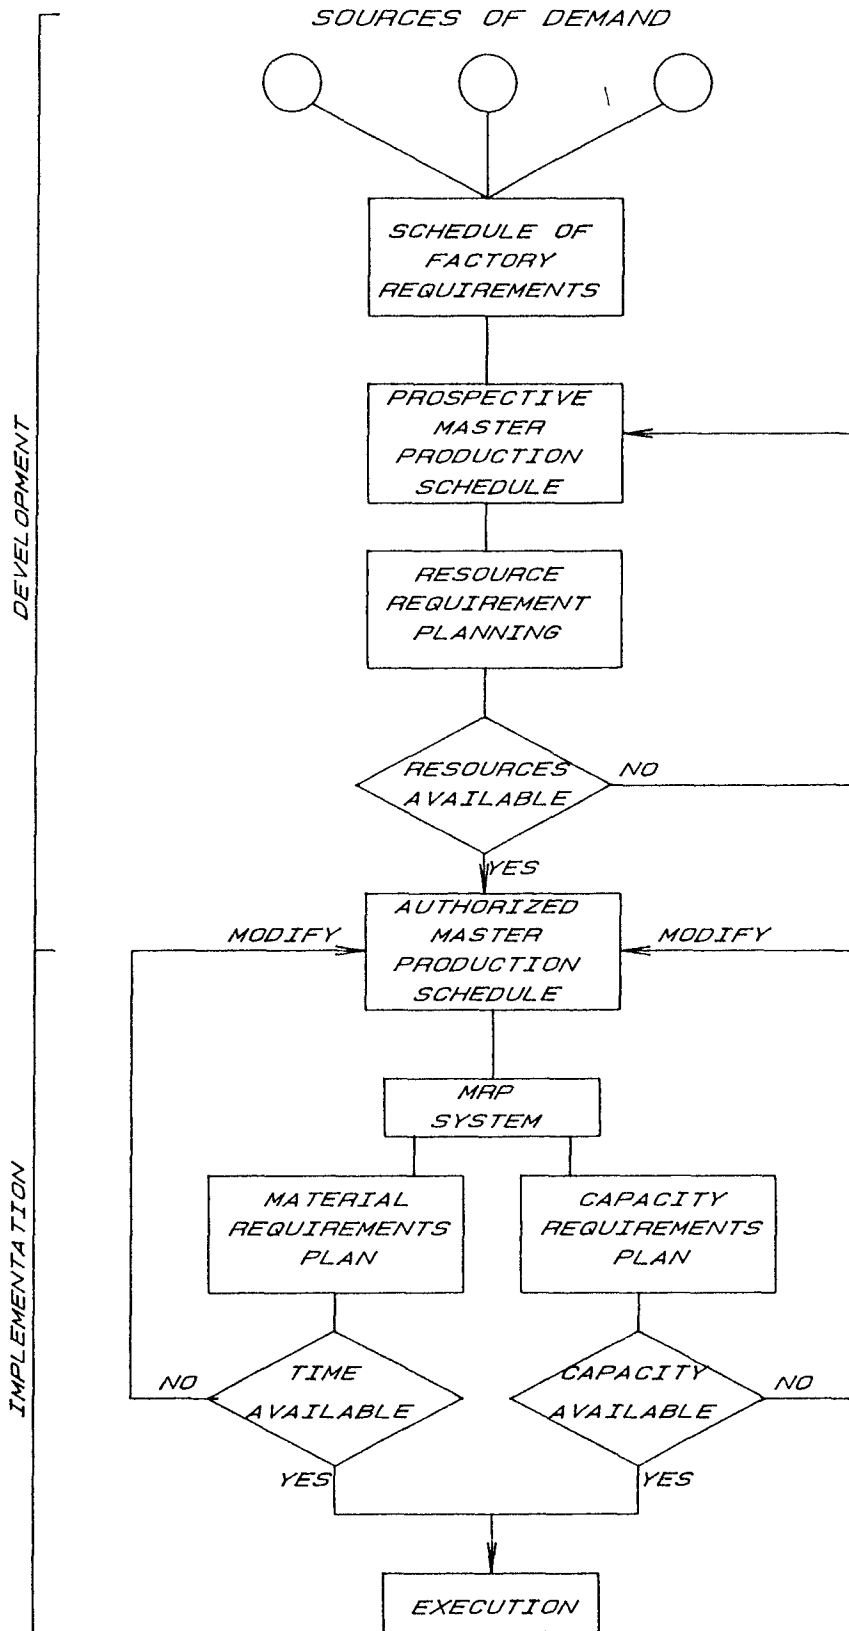 SOURCES OF DEMAND
SCHEDULE OF
FACTORY
REQUIREMENTS
PROSPECTIVE
MASTER
PRODUCTION
SCHEDULE
DEVELOPMENT
RESOURCE
REQUIREMENT
PLANNING
RESOURCES
AVAILABLE
NO
YES
AUTHORIZED
MASTER
PRODUCTION
SCHEDULE
MODIFY
MODIFY
MRP
SYSTEM
IMPLEMENTATION
MATERIAL
REQUIREMENTS
PLAN
CAPACITY
REQUIREMENTS
PLAN
TIME
AVAILABLE
NO
YES
CAPACITY
AVAILABLE
NO
YES
EXECUTION